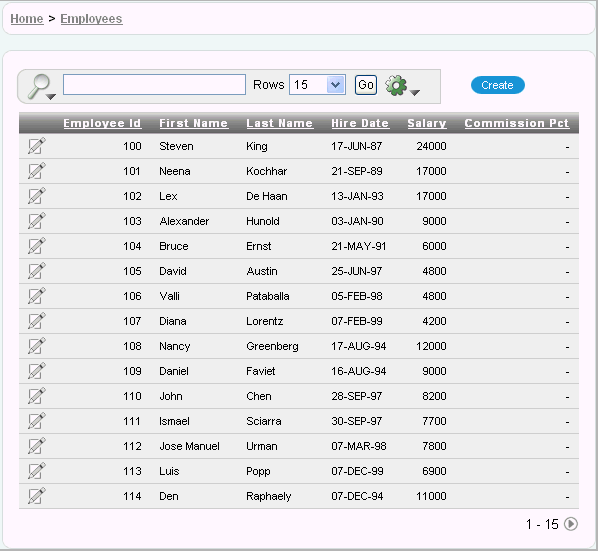 Home > Employees
Rows 15 Go Create
Employee Id First Name Last Name Hire Date Salary Commission Pct
100 Steven King 17-JUN-87 24000 -
101 Neena Kochhar 21-SEP-89 17000 -
102 Lex De Haan 13-JAN-93 17000 -
103 Alexander Hunold 03-JAN-90 9000 -
104 Bruce Ernst 21-MAY-91 6000 -
105 David Austin 25-JUN-97 4800 -
106 Valli Pataballa 05-FEB-98 4800 -
107 Diana Lorentz 07-FEB-99 4200 -
108 Nancy Greenberg 17-AUG-94 12000 -
109 Daniel Faviet 16-AUG-94 9000 -
110 John Chen 28-SEP-97 8200 -
111 Ismael Sciarra 30-SEP-97 7700 -
112 Jose Manuel Urman 07-MAR-98 7800 -
113 Luis Popp 07-DEC-99 6900 -
114 Den Raphaely 07-DEC-94 11000 -
1 - 15